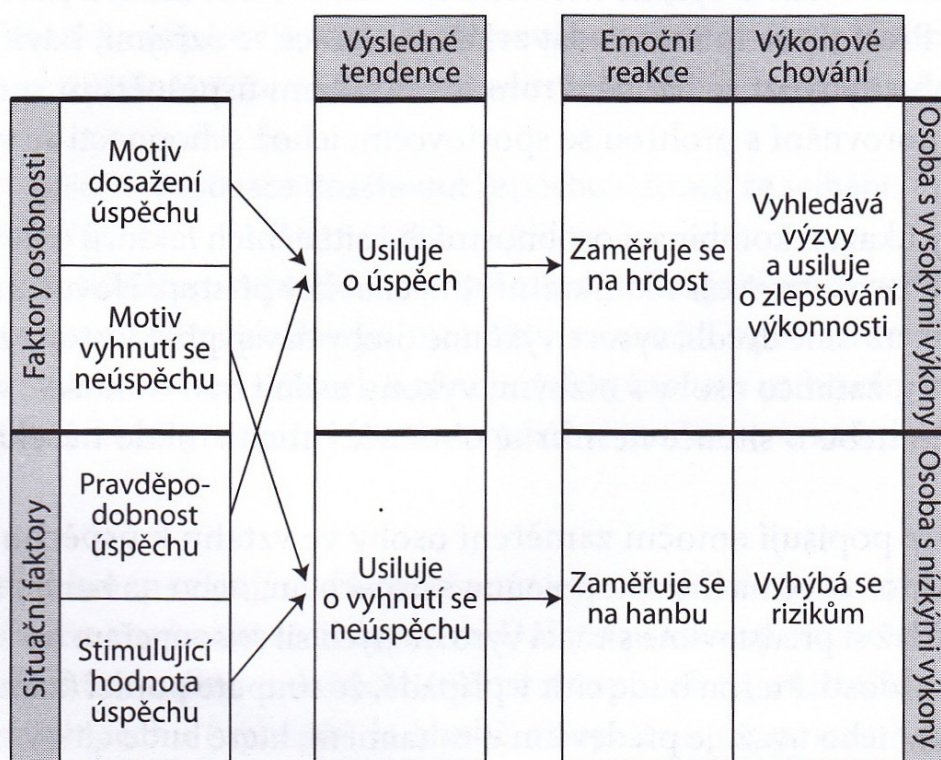 Výsledné
tendence
Emoční
reakce
Výkonové
chování
Faktory osobnosti
Motiv
dosažení
úspěchu
Motiv
vyhnutí se
neúspěchu
Usiluje
o úspěch
Zaměřuje se
na hrdost
Vyhledává
výzvy
a usiluje
o zlepšování
výkonnosti
Osoba s vysokými výkony
Situační faktory
Pravděpo-
dobnost
úspěchu
Stimulující
hodnota
úspěchu
Usiluje
o vyhnutí se
neúspěchu
Zaměřuje se
na hanbu
Vyhýbá se
rizikům
Osoba s nízkými výkony